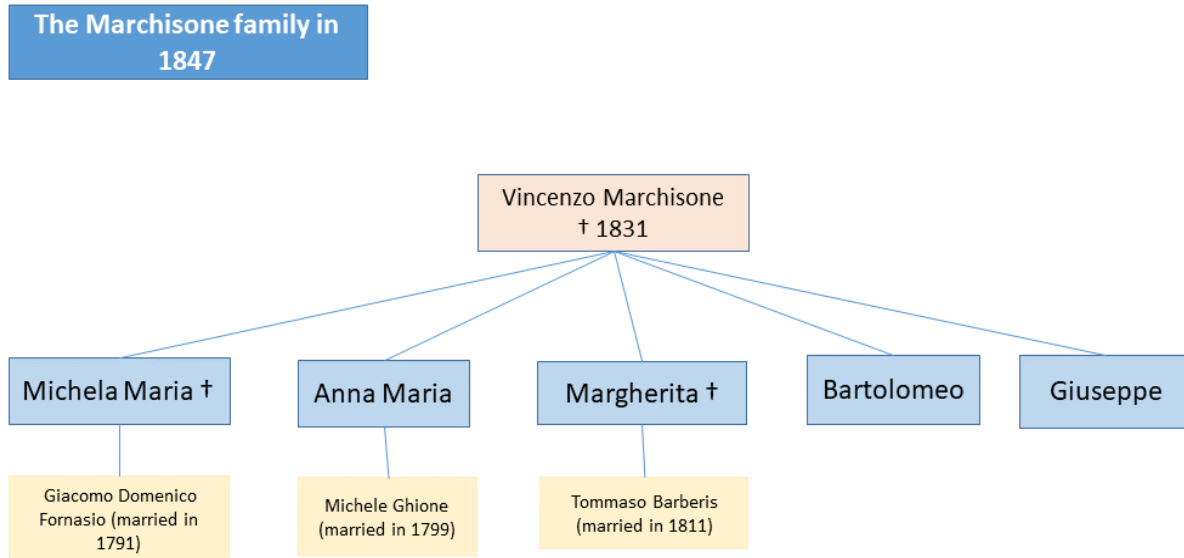 The Marchisone family in
1847
Vincenzo Marchisone
† 1831
Michela Maria †
Anna Maria
Margherita †
Bartolomeo
Giuseppe
Giacomo Domenico
Fornasio (married in
1791)
Michele Ghione
(married in 1799)
Tommaso Barberis
(married in 1811)